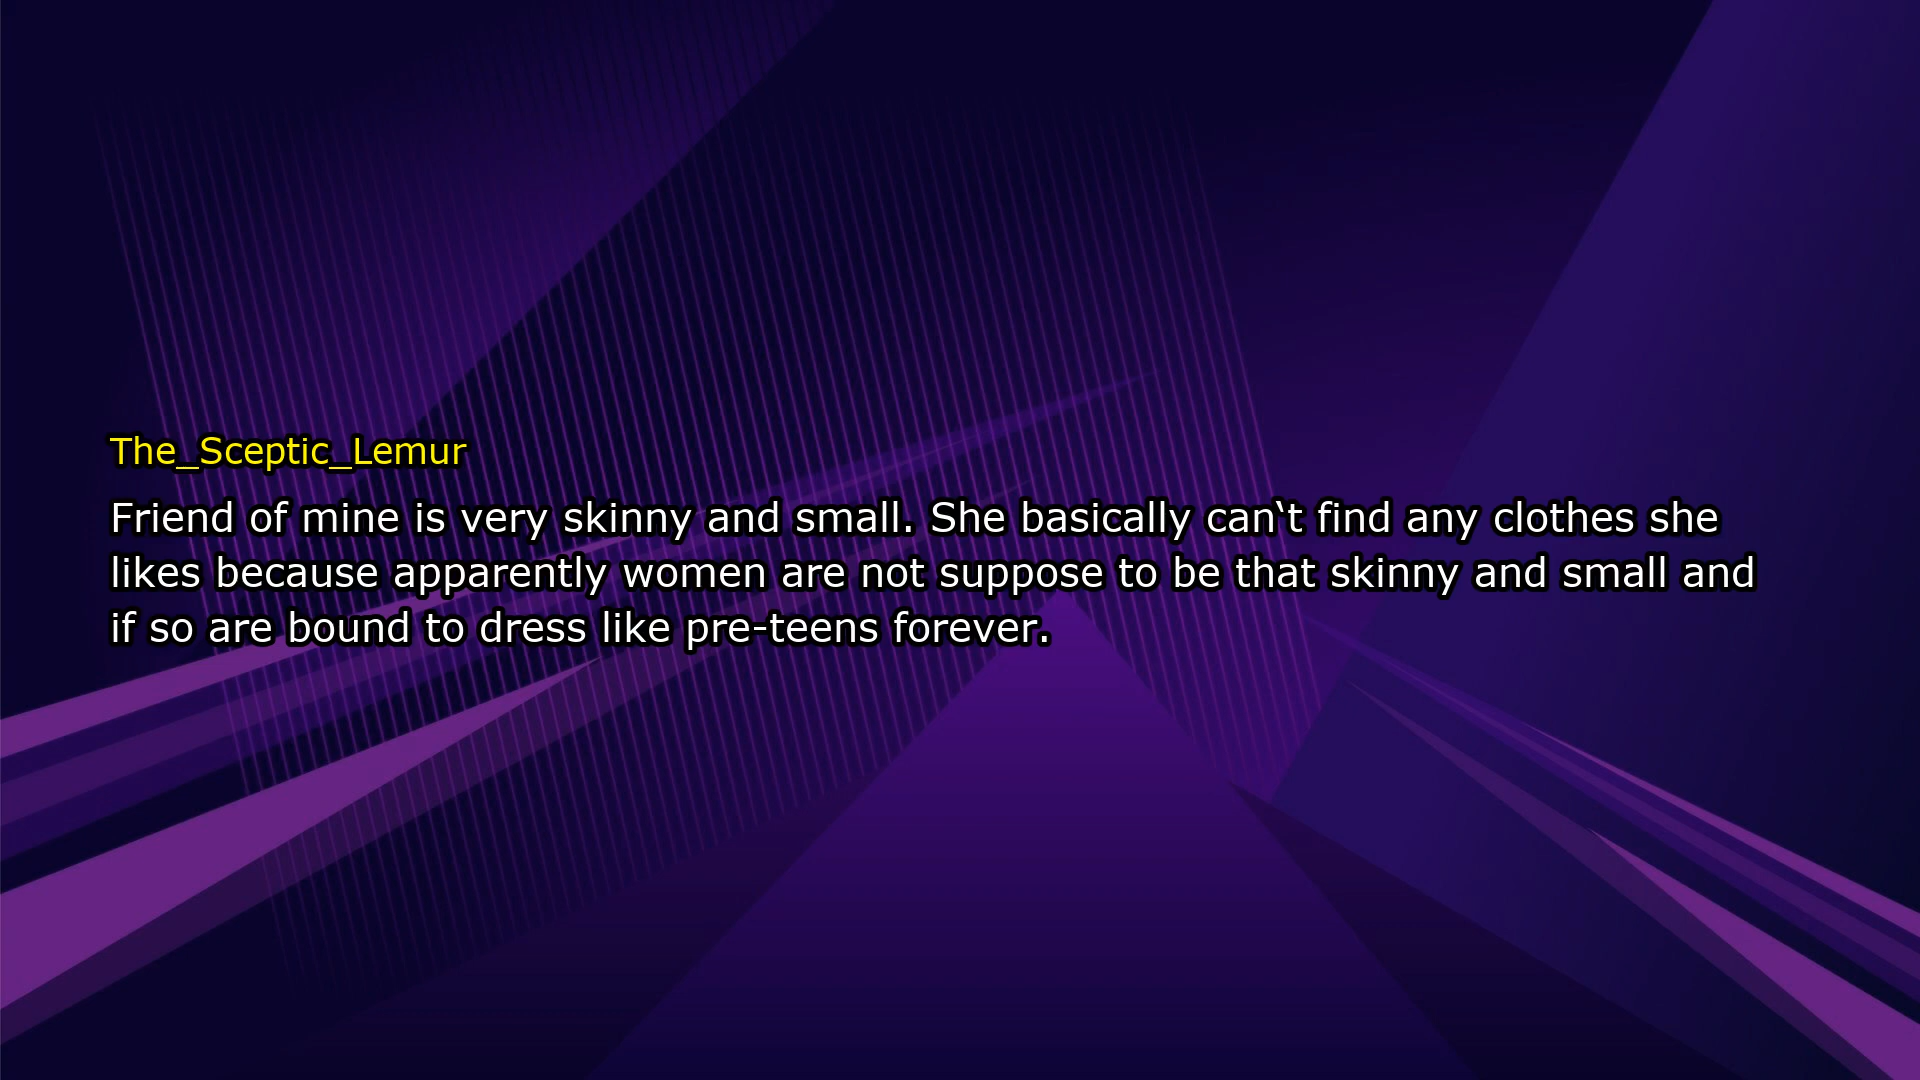 The_Sceptic_Lemur
Friend of mine is very skinny and small. She basically can‘t find any clothes she
likes because apparently women are not suppose to be that skinny and small and
if so are bound to dress like pre-teens forever.